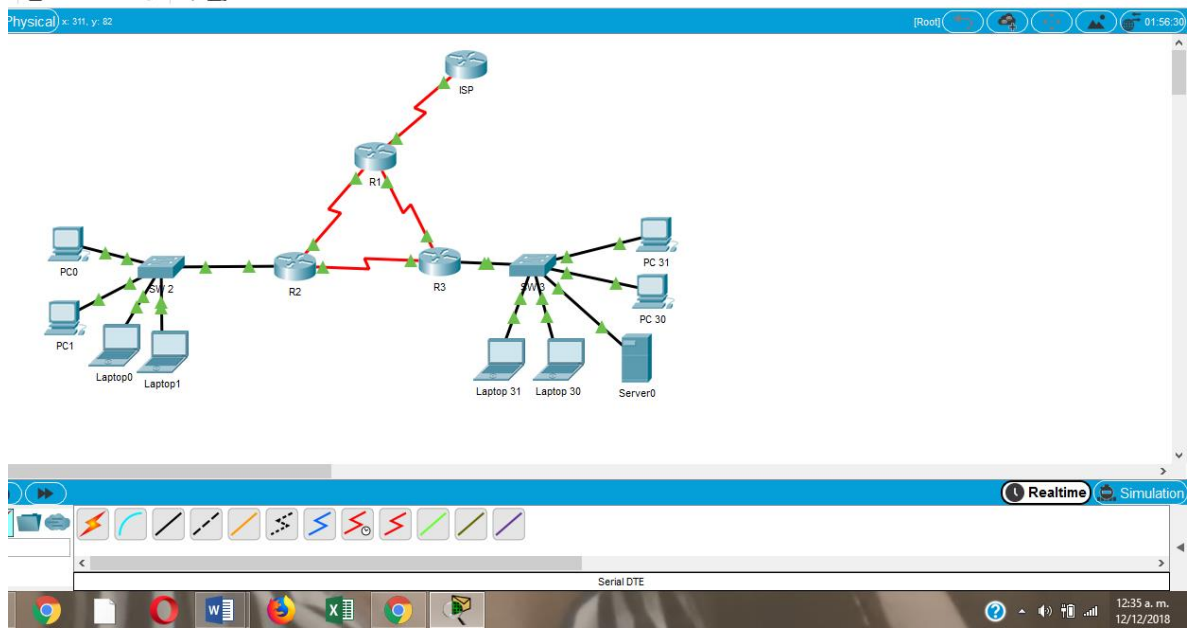 Physical x: 311, y: 82
[Root]
01:56:30
ISP
R1
PC0
SW 2
R2
R3
SW 3
PC 31
PC 30
PC1
Laptop0
Laptop1
Laptop 31
Laptop 30
Server0
Realtime
Simulation
Serial DTE
12:35 a. m.
12/12/2018